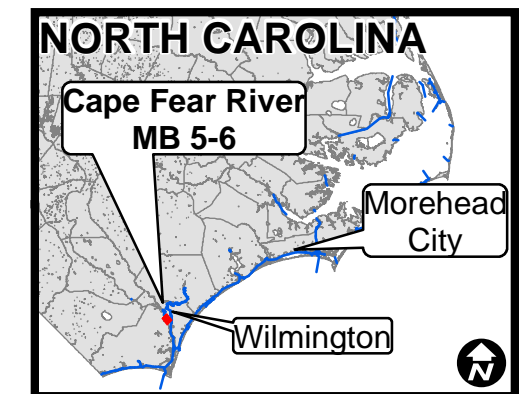 NORTH CAROLINA
Cape Fear River
MB 5-6
Morehead
City
Wilmington
N